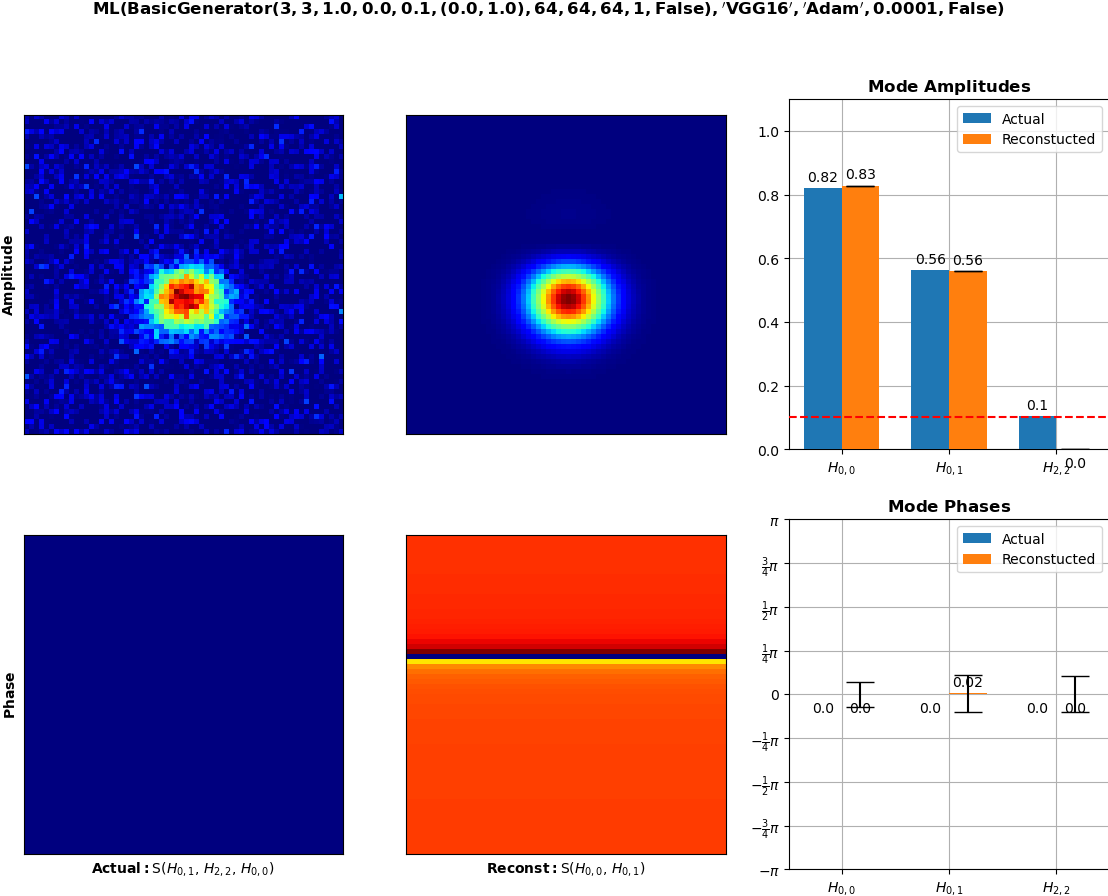 ML(BasicGenerator(3, 3, 1.0, 0.0, 0.1, (0.0, 1.0), 64, 64, 64, 1, False), ′VGG16′, ′Adam′, 0.0001, False)
Amplitude
Mode Amplitudes
Actual
Reconstucted
1.0
0.8
0.6
0.4
0.2
0.0
0.82
0.83
0.56
0.56
0.1
0.0
H0,0
H0,1
H2,2
Phase
Actual: S(H0,1, H2,2, H0,0)
Reconst: S(H0,0, H0,1)
Mode Phases
Actual
Reconstucted
π
3/4π
1/2π
1/4π
0
−1/4π
−1/2π
−3/4π
−π
0.0
0.0
0.0
0.02
0.0
0.0
H0,0
H0,1
H2,2